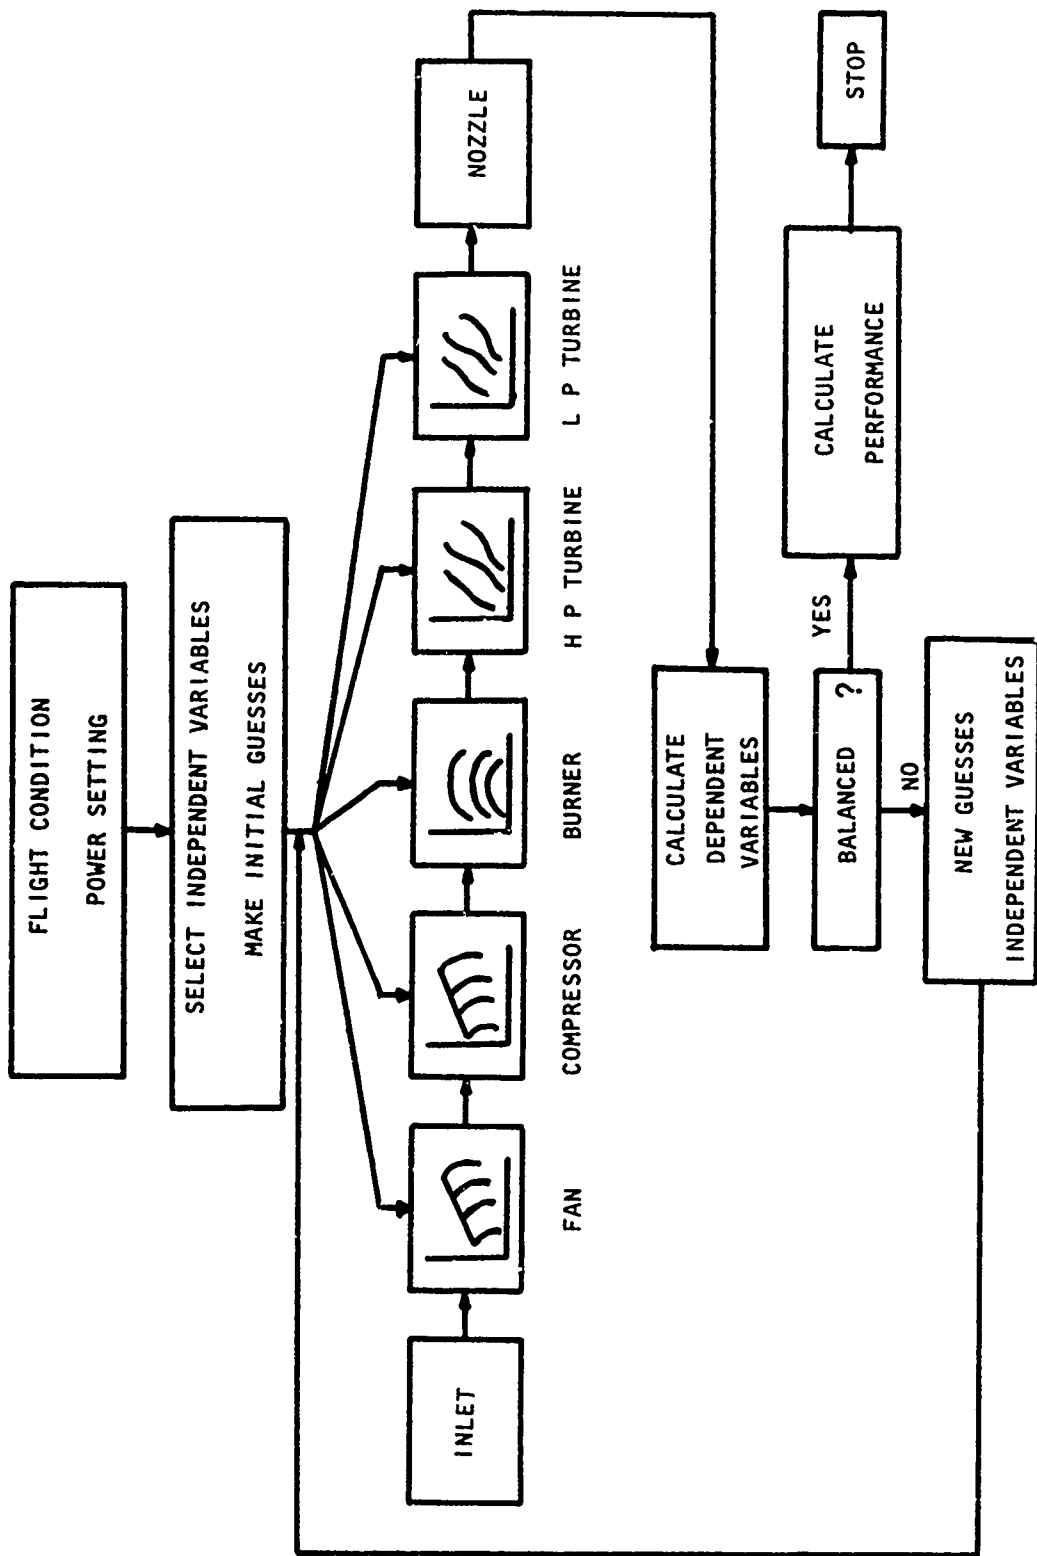 FLIGHT CONDITION
POWER SETTING
SELECT INDEPENDENT VARIABLES
MAKE INITIAL GUESSES
INLET
NOZZLE
FAN
COMPRESSOR
BURNER
H P TURBINE
L P TURBINE
CALCULATE
DEPENDENT
VARIABLES
BALANCED ?
YES
CALCULATE
PERFORMANCE
STOP
NO
NEW GUESSES
INDEPENDENT VARIABLES